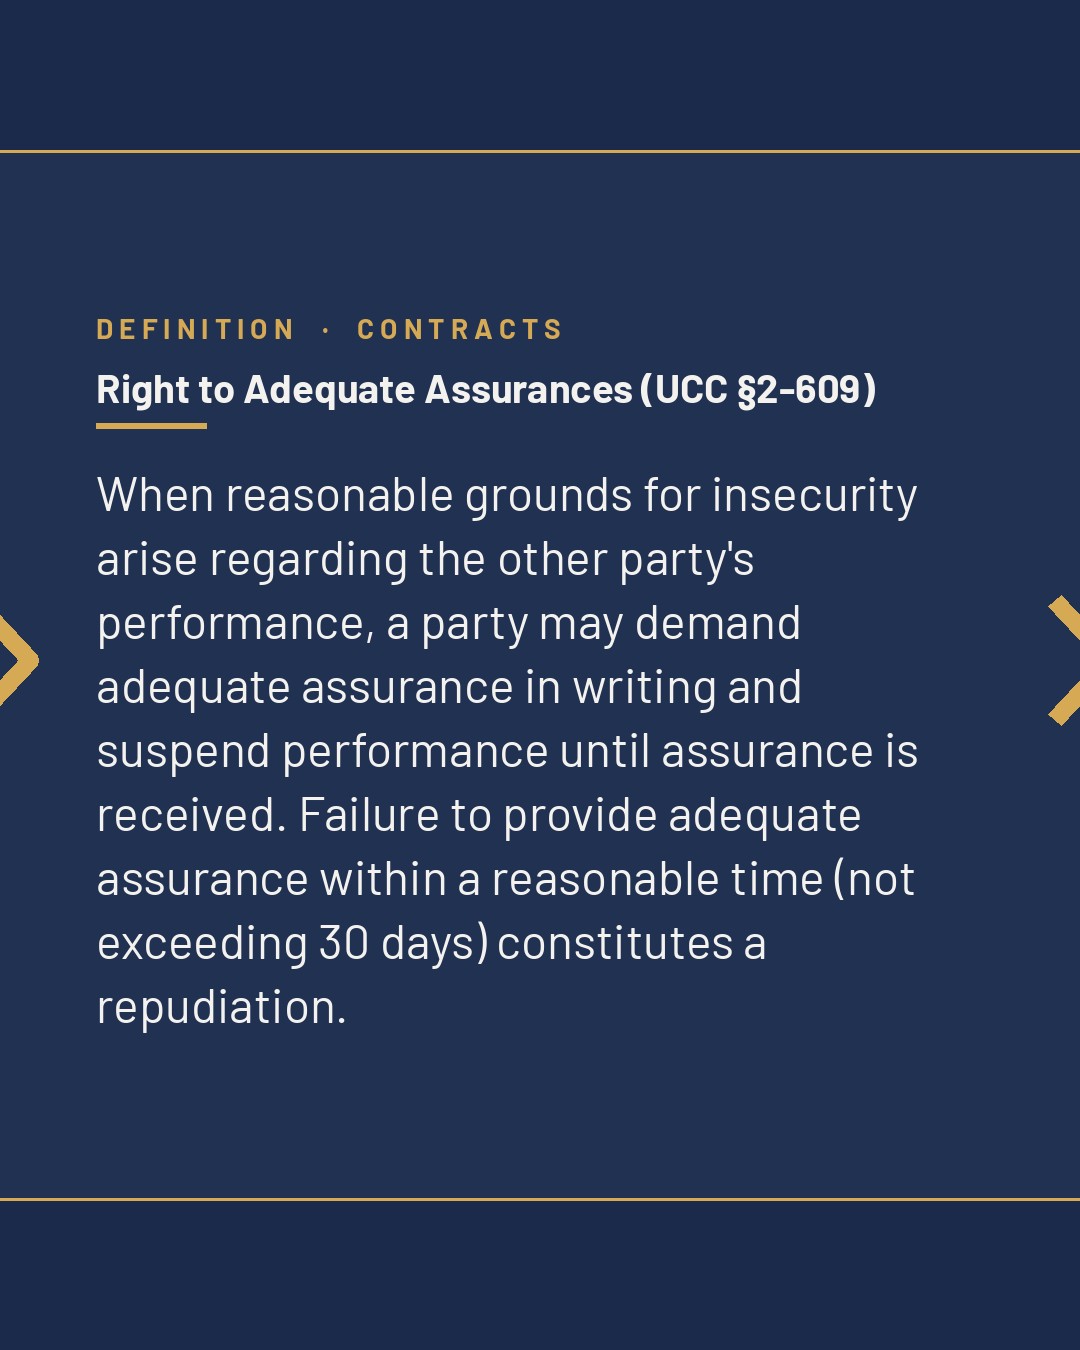 DEFINITION · CONTRACTS
Right to Adequate Assurances (UCC §2-609)
When reasonable grounds for insecurity
arise regarding the other party's
performance, a party may demand
adequate assurance in writing and
suspend performance until assurance is
received. Failure to provide adequate
assurance within a reasonable time (not
exceeding 30 days) constitutes a
repudiation.